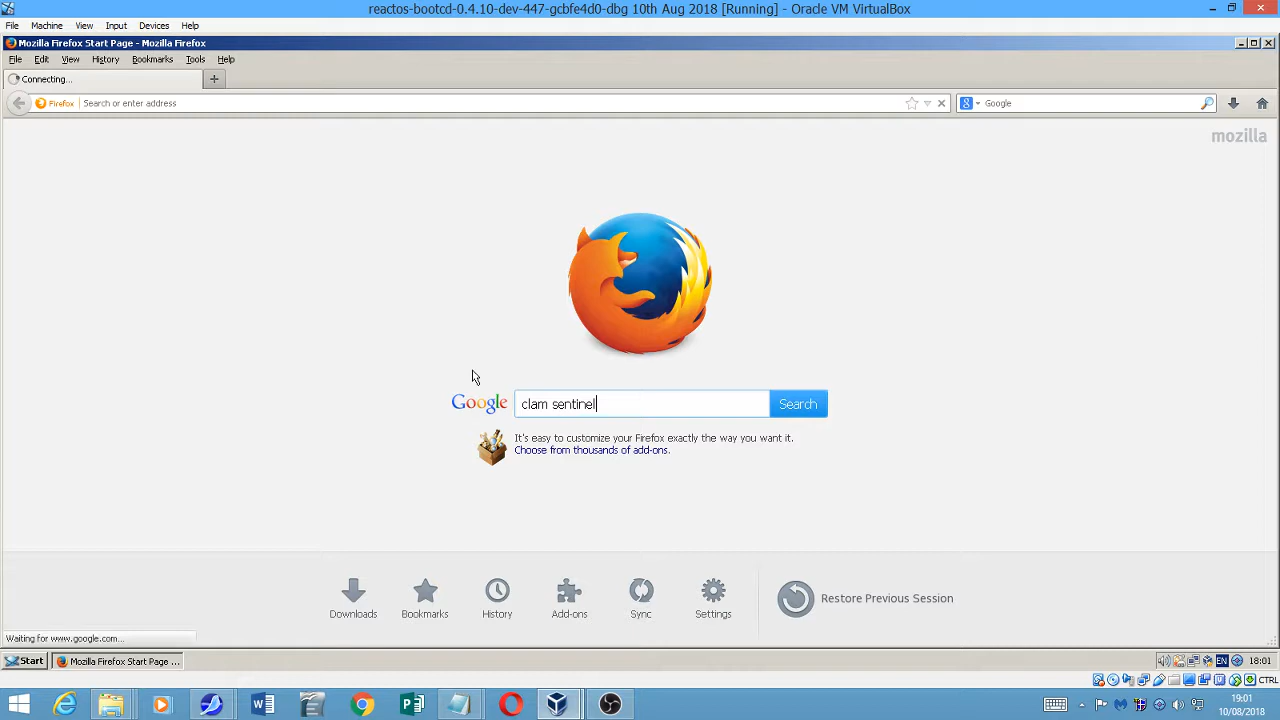 reactos-bootcd-0.4.10-dev-447-gcbfe4d0-dbg 10th Aug 2018 [Running] - Oracle VM VirtualBox
File Machine View Input Devices Help
Mozilla Firefox Start Page - Mozilla Firefox
File Edit View History Bookmarks Tools Help
Connecting...
Firefox Search or enter address
Google
mozilla
Google clam sentinel Search
It's easy to customize your Firefox exactly the way you want it.
Choose from thousands of add-ons.
Downloads Bookmarks History Add-ons Sync Settings Restore Previous Session
Waiting for www.google.com...
Start Mozilla Firefox Start Page ... EN 18:01
CTRL
19:01
10/08/2018